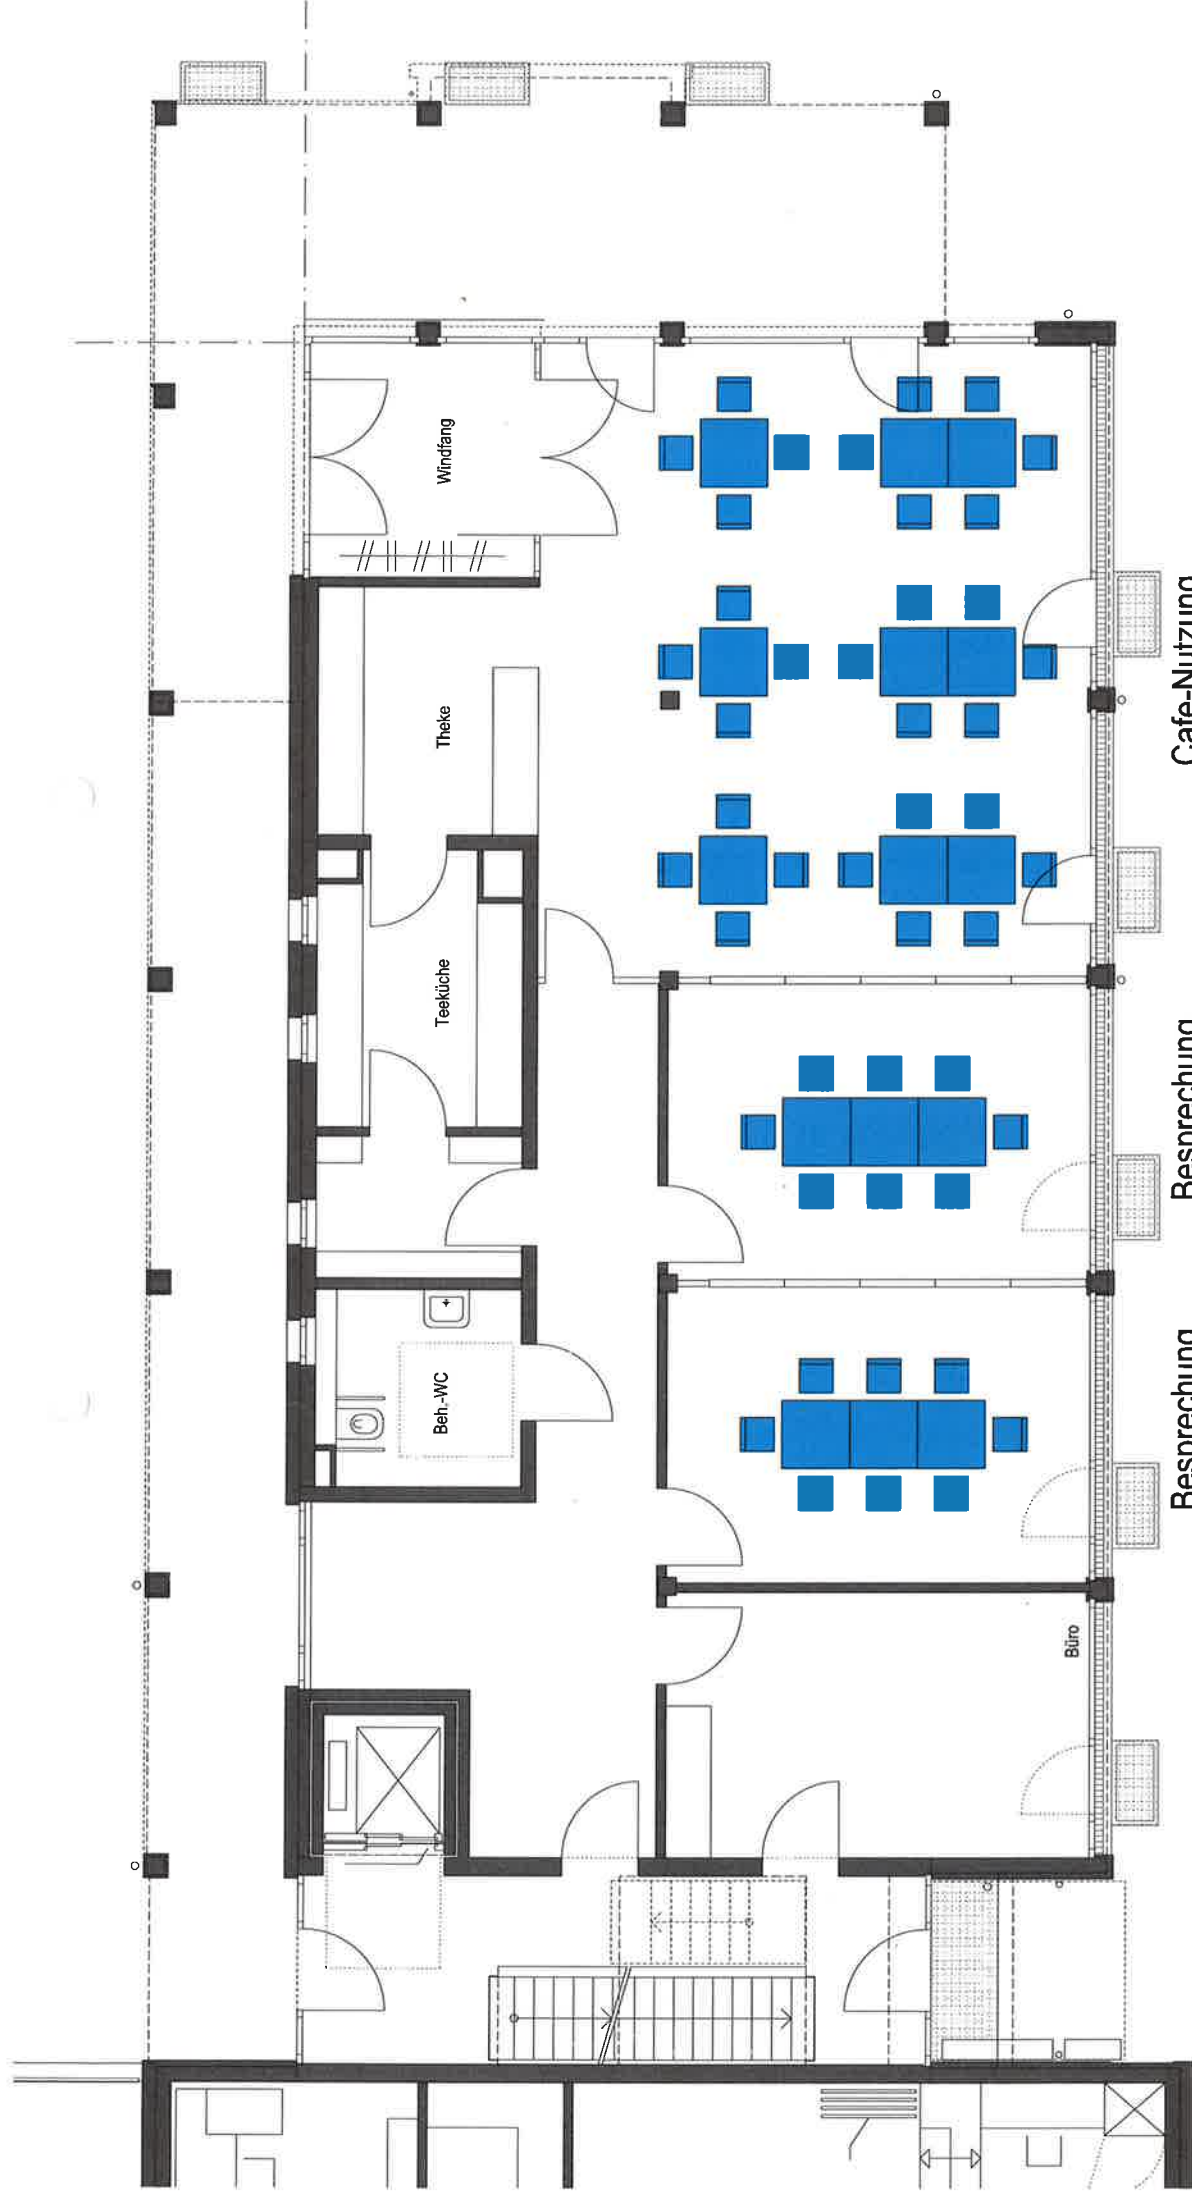 Windfang
Theke
Teeküche
Beh.-WC
Büro
Cafe-Nutzung
Besprechung
Besprechung